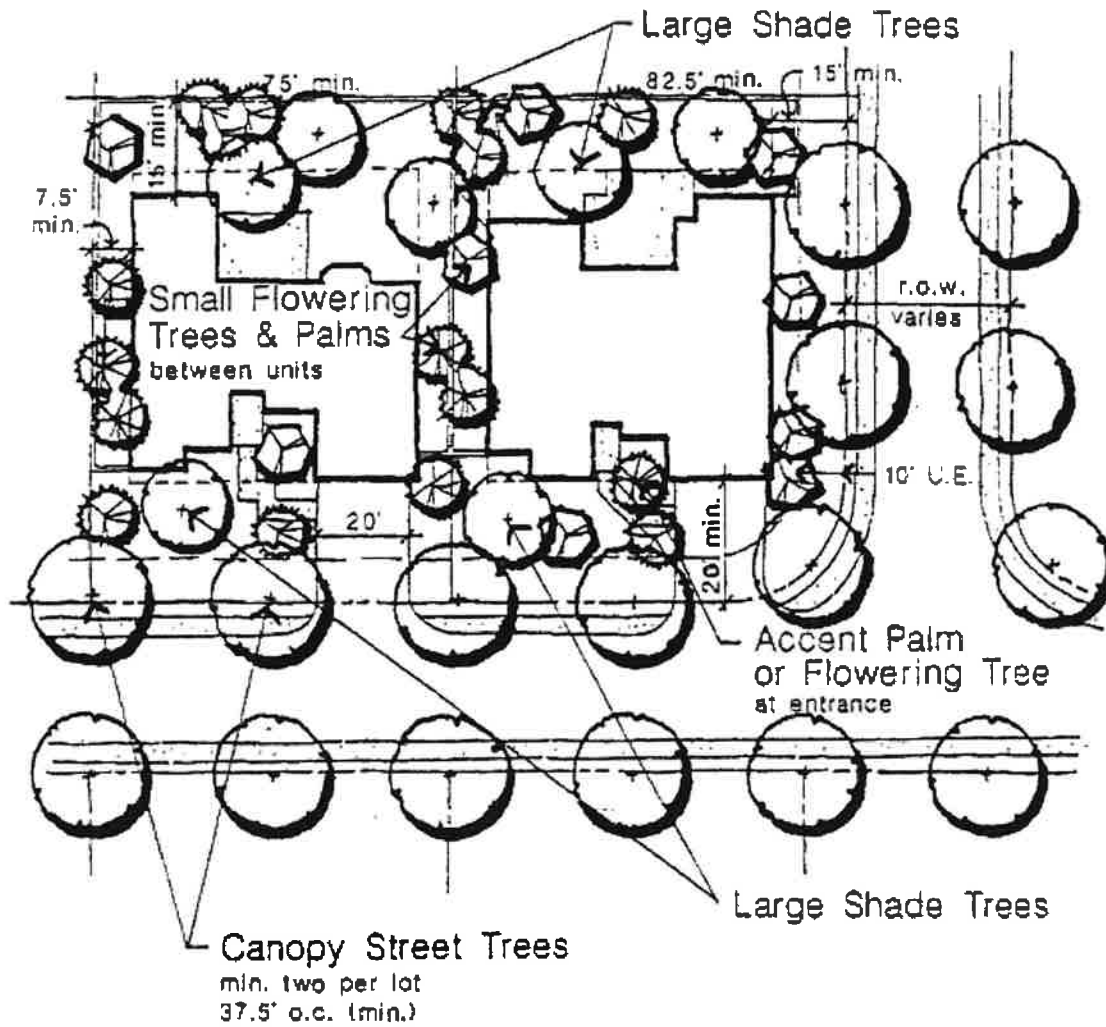 Large Shade Trees
75' min.
82.5' min.
15' min.
15' min.
7.5'
min.
Small Flowering
Trees & Palms
between units
r.o.w.
varies
10' U.E.
20'
20' min.
Accent Palm
or Flowering Tree
at entrance
Large Shade Trees
Canopy Street Trees
min. two per lot
37.5' o.c. (min.)